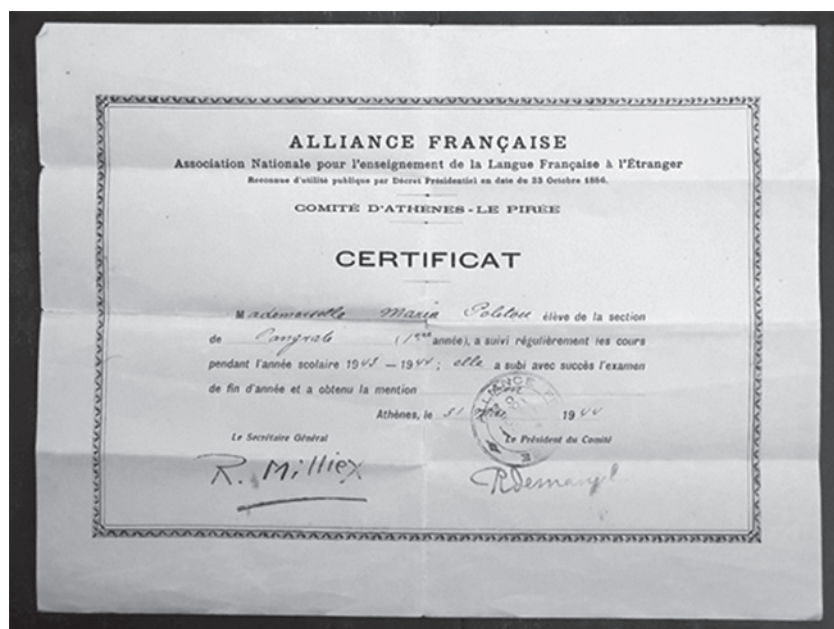 ALLIANCE FRANÇAISE
Association Nationale pour l'enseignement de la Langue Française à l'Étranger
Reconnue d'utilité publique par Décret Présidentiel en date du 23 Octobre 1886.
COMITÉ D'ATHÈNES - LE PIRÉE
CERTIFICAT
Mademoiselle Maria élève de la section
de Pangrati (1ère année), a suivi régulièrement les cours
pendant l'année scolaire 1943 — 1944 ; elle a subi avec succès l'examen
de fin d'année et a obtenu la mention
Athènes, le 31 1944
Le Secrétaire Général Le Président du Comité
R. Milliex
ALLIANCE